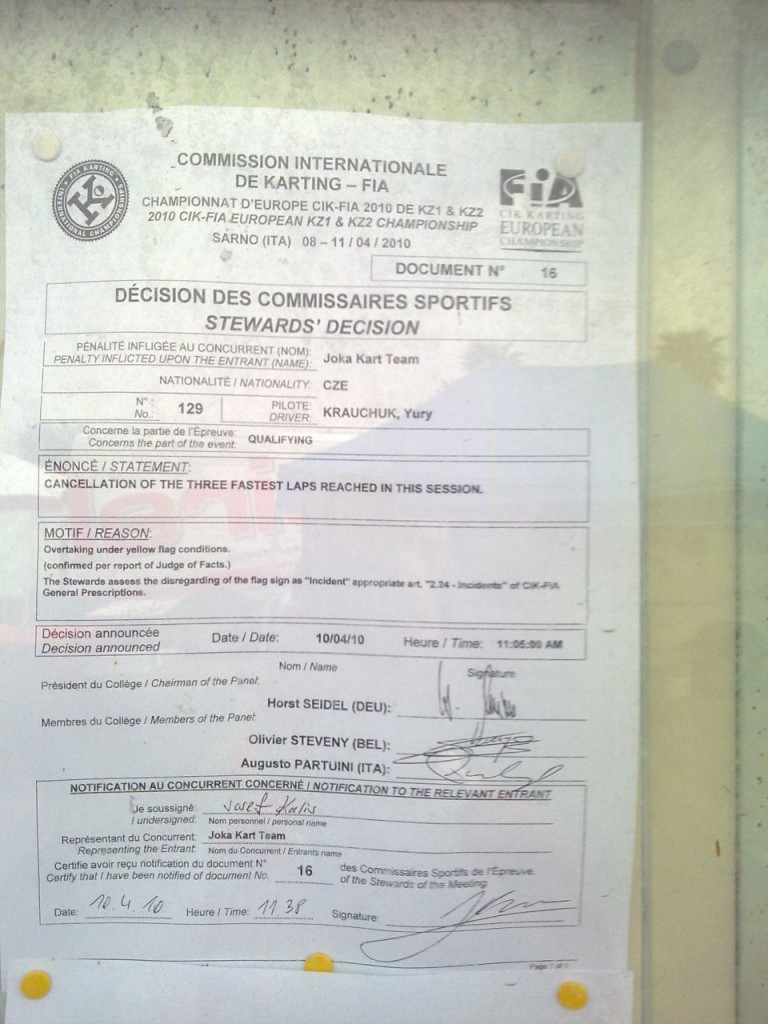 COMMISSION INTERNATIONALE
DE KARTING – FIA
CHAMPIONNAT D'EUROPE CIK-FIA 2010 DE KZ1 & KZ2
2010 CIK-FIA EUROPEAN KZ1 & KZ2 CHAMPIONSHIP
SARNO (ITA) 08 – 11 / 04 / 2010
FIA
CIK KARTING
EUROPEAN
CHAMPIONSHIP
DOCUMENT N° 16
DÉCISION DES COMMISSAIRES SPORTIFS
STEWARDS' DECISION
PÉNALITÉ INFLIGÉE AU CONCURRENT (NOM):
PENALTY INFLICTED UPON THE ENTRANT (NAME): Joka Kart Team
NATIONALITÉ / NATIONALITY: CZE
N° :
No.: 129 PILOTE
DRIVER: KRAUCHUK, Yury
Concerne la partie de l'Épreuve:
Concerns the part of the event: QUALIFYING
ÉNONCÉ / STATEMENT:
CANCELLATION OF THE THREE FASTEST LAPS REACHED IN THIS SESSION.
MOTIF / REASON:
Overtaking under yellow flag conditions.
(confirmed per report of Judge of Facts.)
The Stewards assess the disregarding of the flag sign as "Incident" appropriate art. "2.24 - Incidents" of CIK-FIA
General Prescriptions.
Décision announcée
Decision announced Date / Date: 10/04/10 Heure / Time: 11:05:00 AM
Nom / Name Signature
Président du Collège / Chairman of the Panel:
Horst SEIDEL (DEU):
Membres du Collège / Members of the Panel:
Olivier STEVENY (BEL):
Augusto PARTUINI (ITA):
NOTIFICATION AU CONCURRENT CONCERNÉ / NOTIFICATION TO THE RELEVANT ENTRANT
Je soussigné: Josef
I undersigned: Nom personnel / personal name
Représentant du Concurrent: Joka Kart Team
Representing the Entrant: Nom du Concurrent / Entrants name
Certifie avoir reçu notification du document N° 16 des Commissaires Sportifs de l'Épreuve.
Certify that I have been notified of document No. of the Stewards of the Meeting
Date: 10.4.10 Heure / Time: 11 38 Signature:
Page 1 of 1